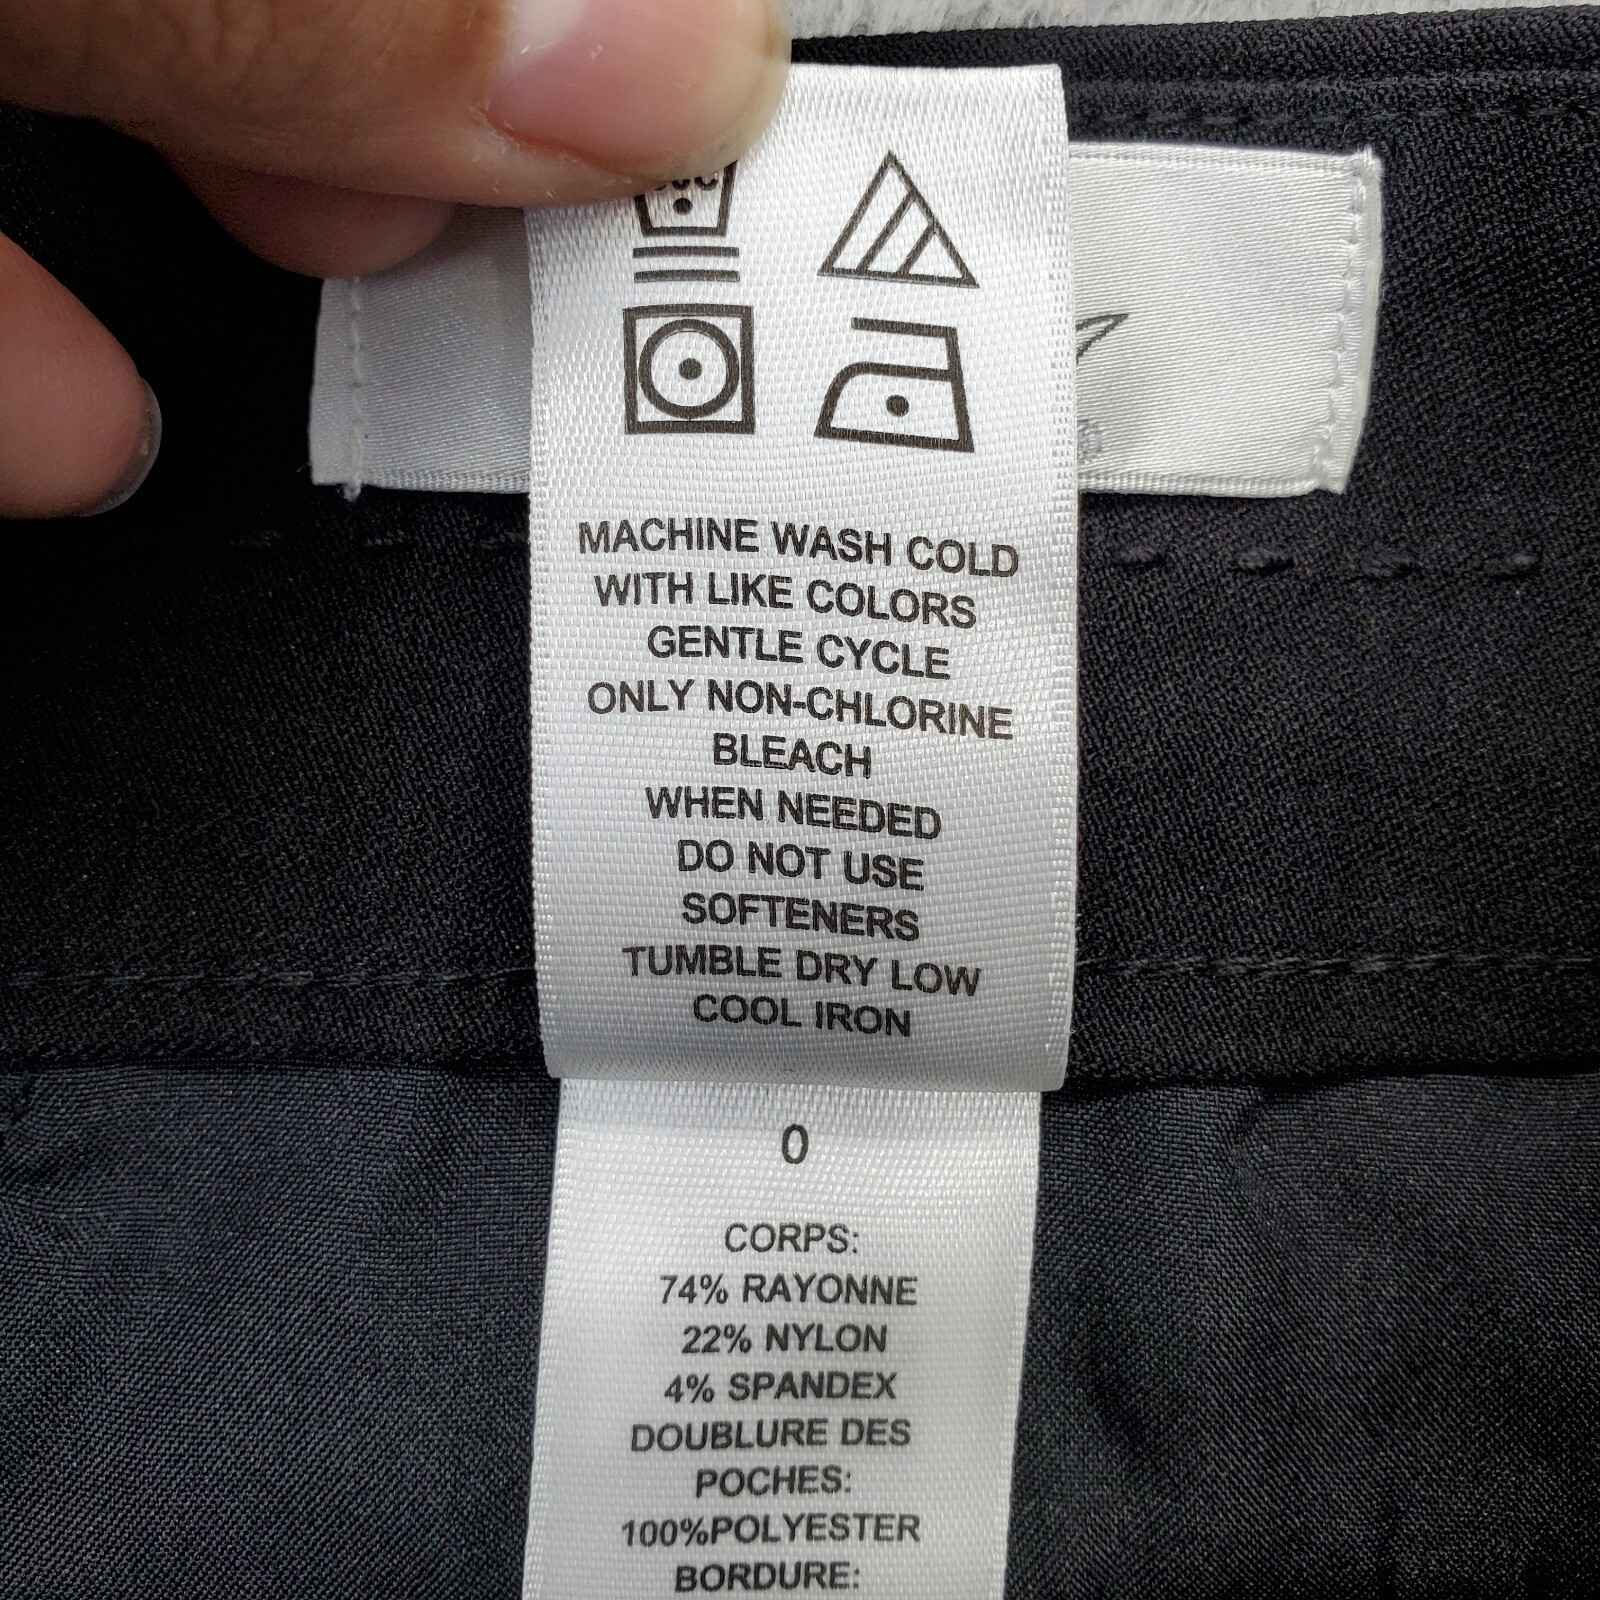 MACHINE WASH COLD
WITH LIKE COLORS
GENTLE CYCLE
ONLY NON-CHLORINE
BLEACH
WHEN NEEDED
DO NOT USE
SOFTENERS
TUMBLE DRY LOW
COOL IRON
0
CORPS:
74% RAYONNE
22% NYLON
4% SPANDEX
DOUBLURE DES
POCHES:
100%POLYESTER
BORDURE: